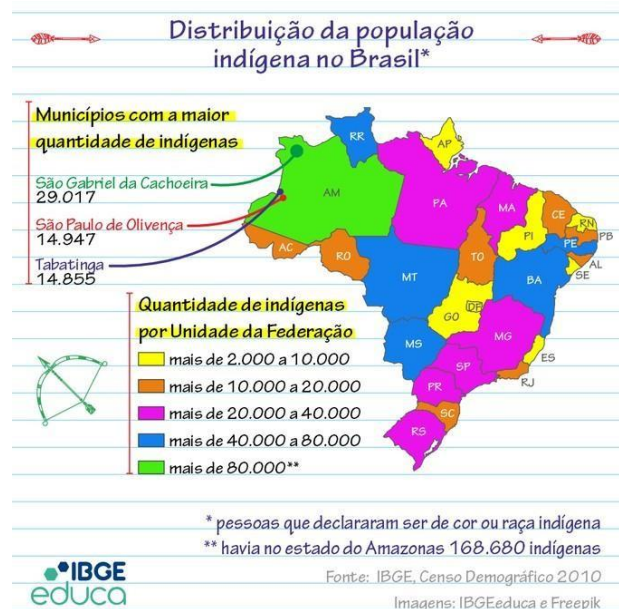 Distribuição da população
indígena no Brasil*
Municípios com a maior
quantidade de indígenas
São Gabriel da Cachoeira
29.017
São Paulo de Olivença
14.947
Tabatinga
14.855
RR
AP
AM
PA
MA
CE
RN
PB
PI
PE
AL
SE
AC
RO
TO
MT
BA
DF
GO
MG
MS
ES
SP
RJ
PR
SC
RS
Quantidade de indígenas
por Unidade da Federação
mais de 2.000 a 10.000
mais de 10.000 a 20.000
mais de 20.000 a 40.000
mais de 40.000 a 80.000
mais de 80.000**
* pessoas que declararam ser de cor ou raça indígena
** havia no estado do Amazonas 168.680 indígenas
IBGE
educa
Fonte: IBGE, Censo Demográfico 2010
Imagens: IBGEeduca e Freepik